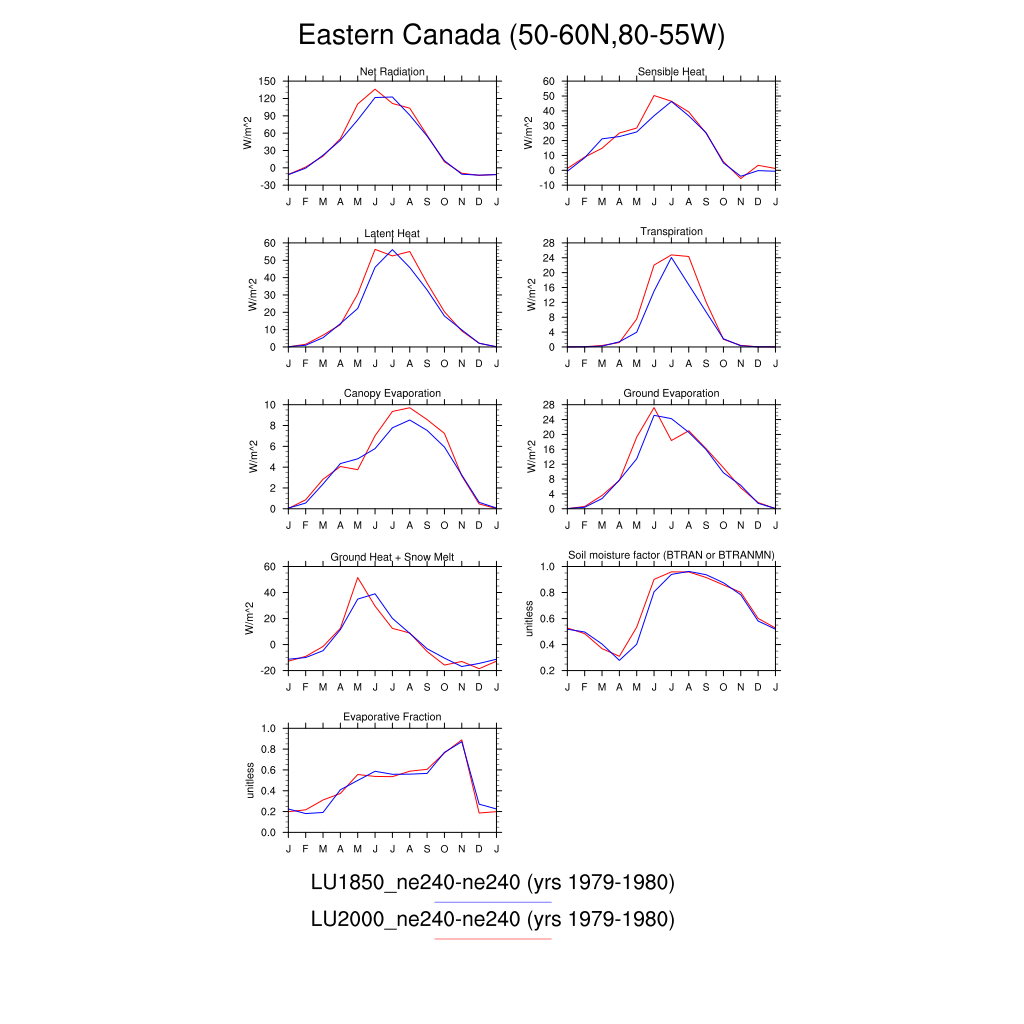 Eastern Canada (50-60N,80-55W)
Net Radiation
W/m^2
150
120
90
60
30
0
-30
J F M A M J J A S O N D J
Sensible Heat
W/m^2
60
50
40
30
20
10
0
-10
J F M A M J J A S O N D J
Latent Heat
W/m^2
60
50
40
30
20
10
0
J F M A M J J A S O N D J
Transpiration
W/m^2
28
24
20
16
12
8
4
0
J F M A M J J A S O N D J
Canopy Evaporation
W/m^2
10
8
6
4
2
0
J F M A M J J A S O N D J
Ground Evaporation
W/m^2
28
24
20
16
12
8
4
0
J F M A M J J A S O N D J
Ground Heat + Snow Melt
W/m^2
60
40
20
0
-20
J F M A M J J A S O N D J
Soil moisture factor (BTRAN or BTRANMN)
unitless
1.0
0.8
0.6
0.4
0.2
J F M A M J J A S O N D J
Evaporative Fraction
unitless
1.0
0.8
0.6
0.4
0.2
0.0
J F M A M J J A S O N D J
LU1850_ne240-ne240 (yrs 1979-1980)
LU2000_ne240-ne240 (yrs 1979-1980)